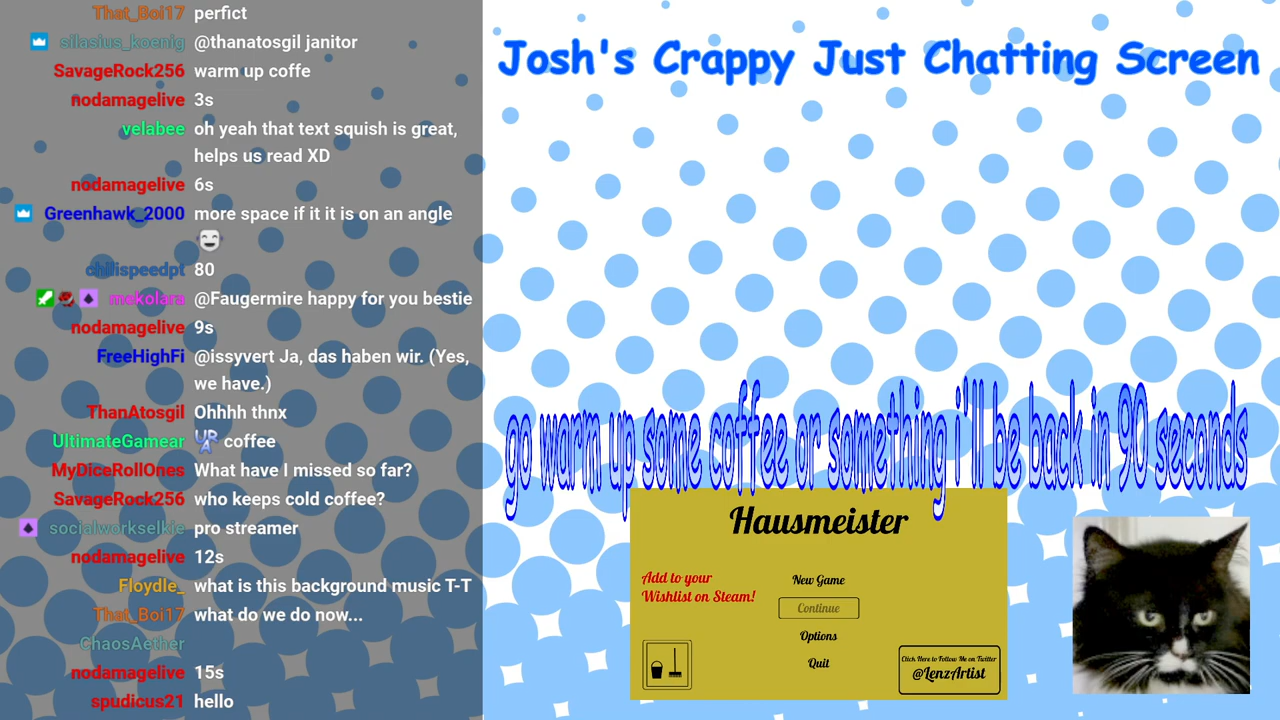 That_Boi17 perfict
silasius_koenig @thanatosgil janitor
SavageRock256 warm up coffe
nodamagelive 3s
velabee oh yeah that text squish is great,
helps us read XD
nodamagelive 6s
Greenhawk_2000 more space if it it is on an angle
chilispeedpt 80
mokolara @Faugermire happy for you bestie
nodamagelive 9s
FreeHighFi @issyvert Ja, das haben wir. (Yes,
we have.)
ThanAtosgil Ohhhh thnx
UltimateGamear UR A coffee
MyDiceRollOnes What have I missed so far?
SavageRock256 who keeps cold coffee?
socialworkselkie pro streamer
nodamagelive 12s
Floydle_ what is this background music T-T
That_Boi17 what do we do now...
ChaosAether
nodamagelive 15s
spudicus21 hello
Josh's Crappy Just Chatting Screen
go warm up some coffee or something i'll be back in 90 seconds
Hausmeister
Add to your
Wishlist on Steam!
New Game
Continue
Options
Quit
Click Here to Follow Me on Twitter
@LenzArtist